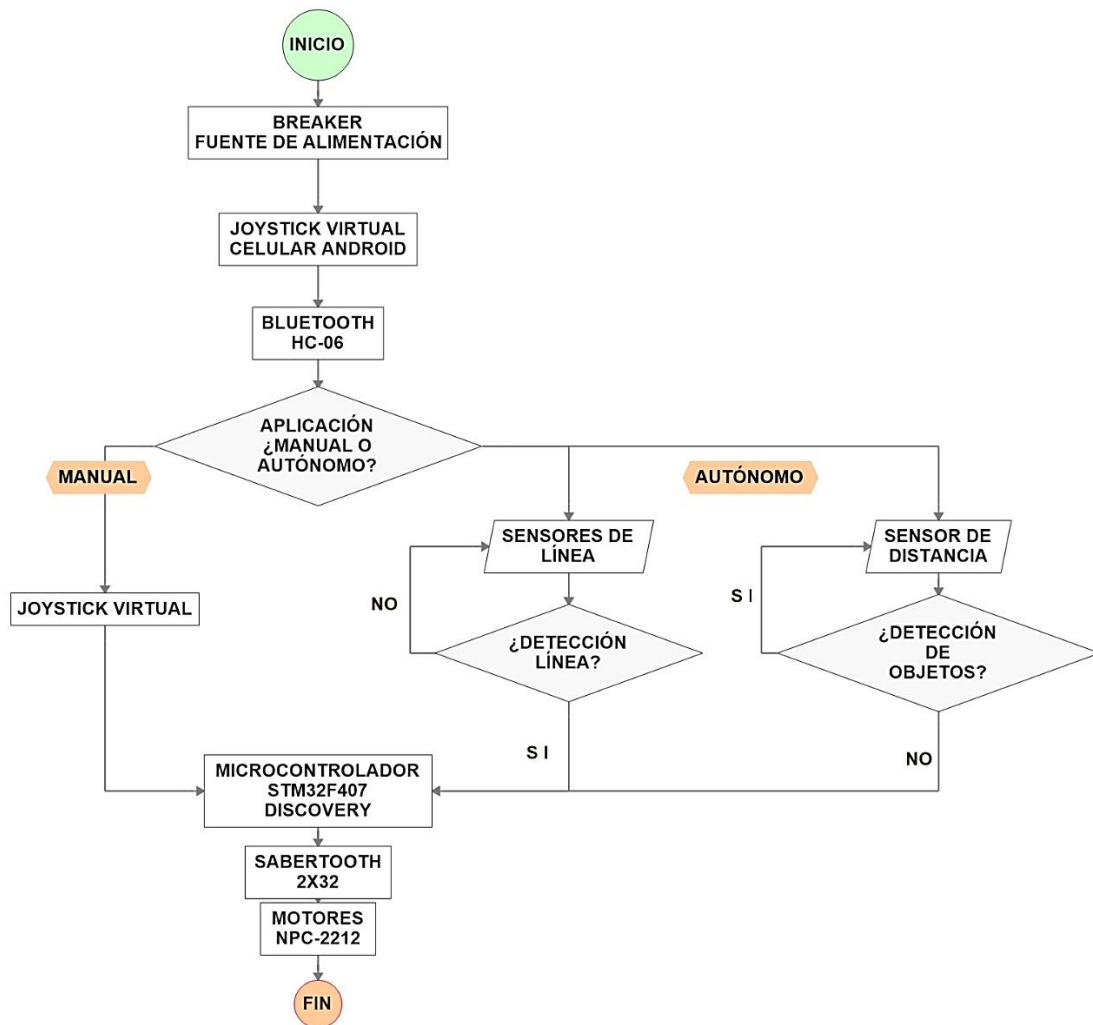 INICIO
BREAKER
FUENTE DE ALIMENTACIÓN
JOYSTICK VIRTUAL
CELULAR ANDROID
BLUETOOTH
HC-06
APLICACIÓN
¿MANUAL O
AUTÓNOMO?
MANUAL
AUTÓNOMO
SENSORES DE
LÍNEA
SENSOR DE
DISTANCIA
JOYSTICK VIRTUAL
NO
¿DETECCIÓN
LÍNEA?
S I
¿DETECCIÓN
DE
OBJETOS?
S I
NO
MICROCONTROLADOR
STM32F407
DISCOVERY
SABERTOOTH
2X32
MOTORES
NPC-2212
FIN